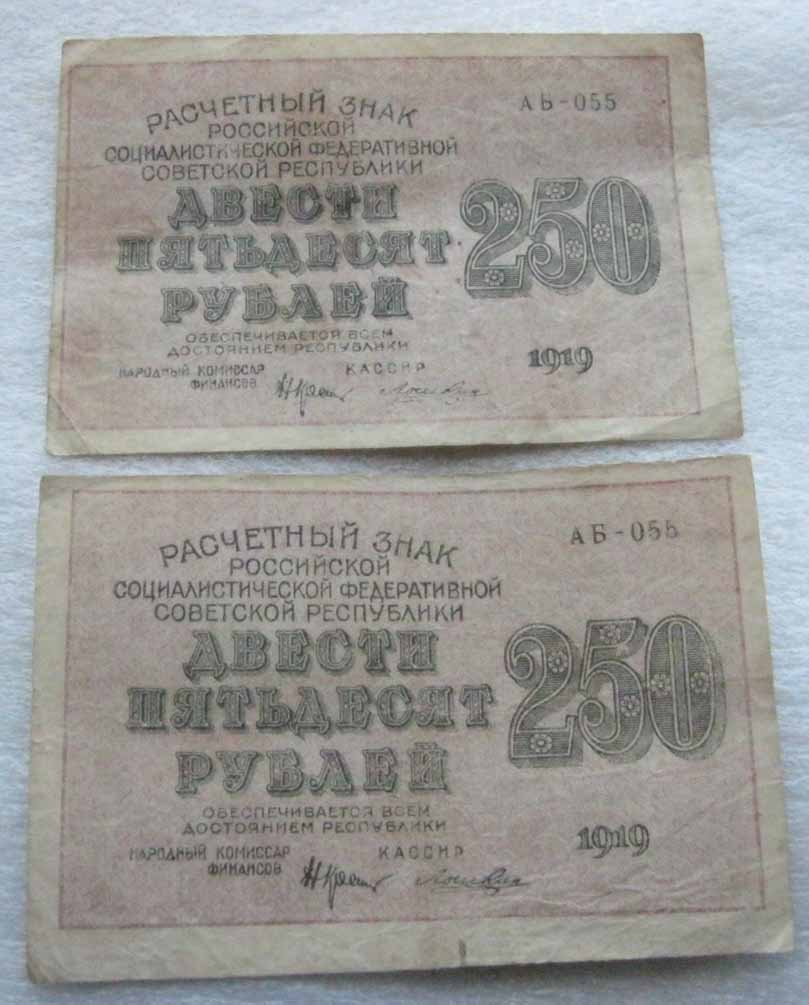 РАСЧЕТНЫЙ ЗНАК
АБ-055
РОССИЙСКОЙ
СОЦИАЛИСТИЧЕСКОЙ ФЕДЕРАТИВНОЙ
СОВЕТСКОЙ РЕСПУБЛИКИ
ДВЕСТИ
ПЯТЬДЕСЯТ
РУБЛЕЙ
250
ОБЕСПЕЧИВАЕТСЯ ВСЕМ
ДОСТОЯНИЕМ РЕСПУБЛИКИ
1919
НАРОДНЫЙ КОМИССАР
ФИНАНСОВ
КАССИР
РАСЧЕТНЫЙ ЗНАК
АБ-055
РОССИЙСКОЙ
СОЦИАЛИСТИЧЕСКОЙ ФЕДЕРАТИВНОЙ
СОВЕТСКОЙ РЕСПУБЛИКИ
ДВЕСТИ
ПЯТЬДЕСЯТ
РУБЛЕЙ
250
ОБЕСПЕЧИВАЕТСЯ ВСЕМ
ДОСТОЯНИЕМ РЕСПУБЛИКИ
1919
НАРОДНЫЙ КОМИССАР
ФИНАНСОВ
КАССИР